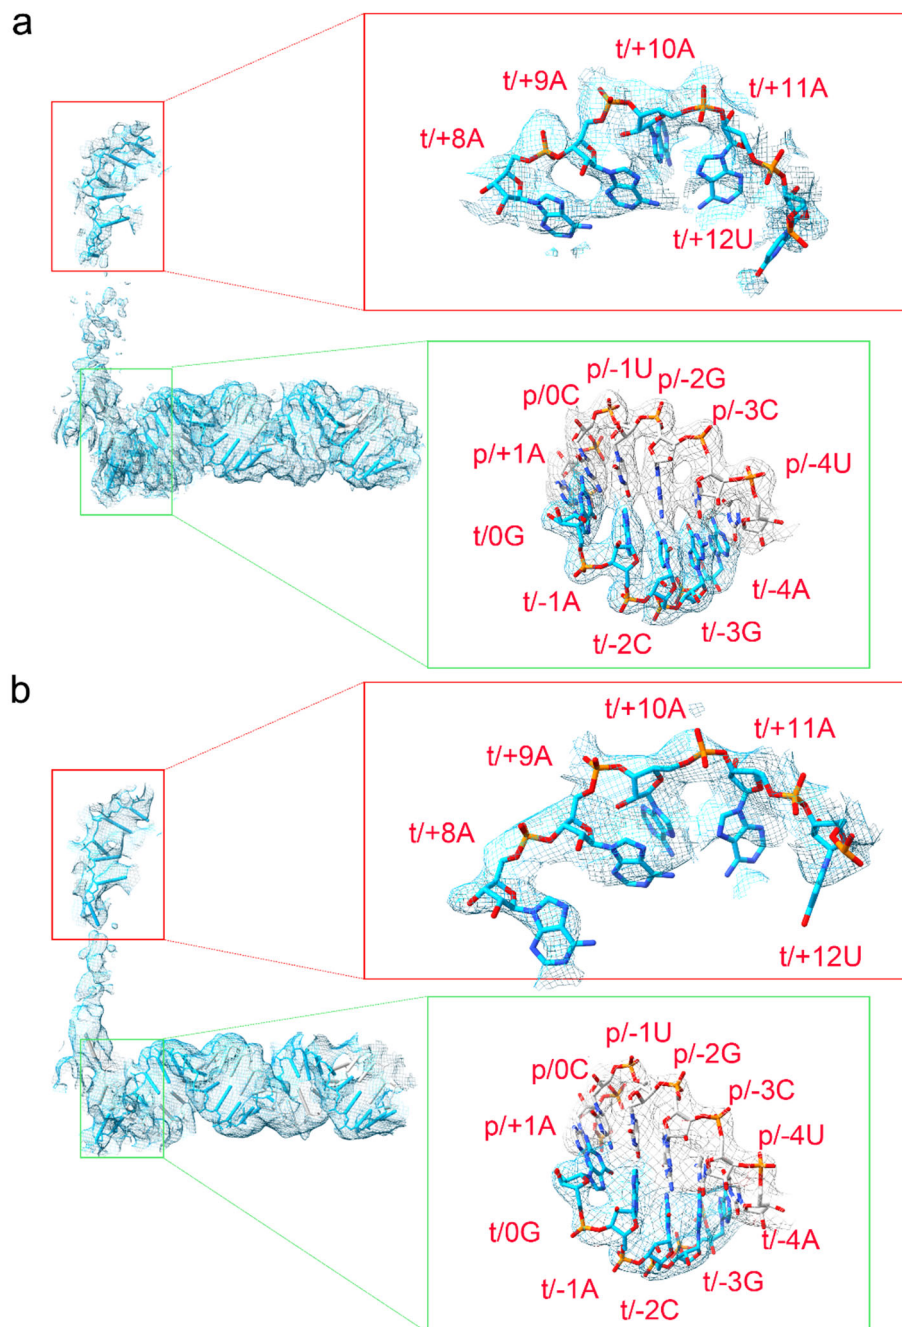 a
t/+10A
t/+9A
t/+11A
t/+8A
t/+12U
p/-1U
p/0C
p/-2G
p/-3C
p/+1A
p/-4U
t/0G
t/-1A
t/-4A
t/-3G
t/-2C
b
t/+10A
t/+11A
t/+9A
t/+8A
t/+12U
p/-1U
p/0C
p/-2G
p/-3C
p/+1A
p/-4U
t/0G
t/-4A
t/-1A
t/-3G
t/-2C